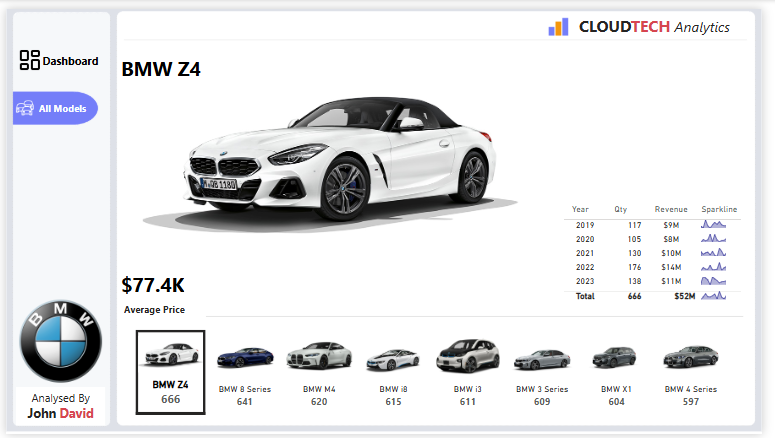 CLOUDTECH Analytics
Dashboard
All Models
BMW Z4
Year Qty Revenue Sparkline
2019 117 $9M
2020 105 $8M
2021 130 $10M
2022 176 $14M
2023 138 $11M
Total 666 $52M
$77.4K
Average Price
BMW Z4 BMW 8 Series BMW M4 BMW i8 BMW i3 BMW 3 Series BMW X1 BMW 4 Series
666 641 620 615 611 609 604 597
BMW
Analysed By
John David